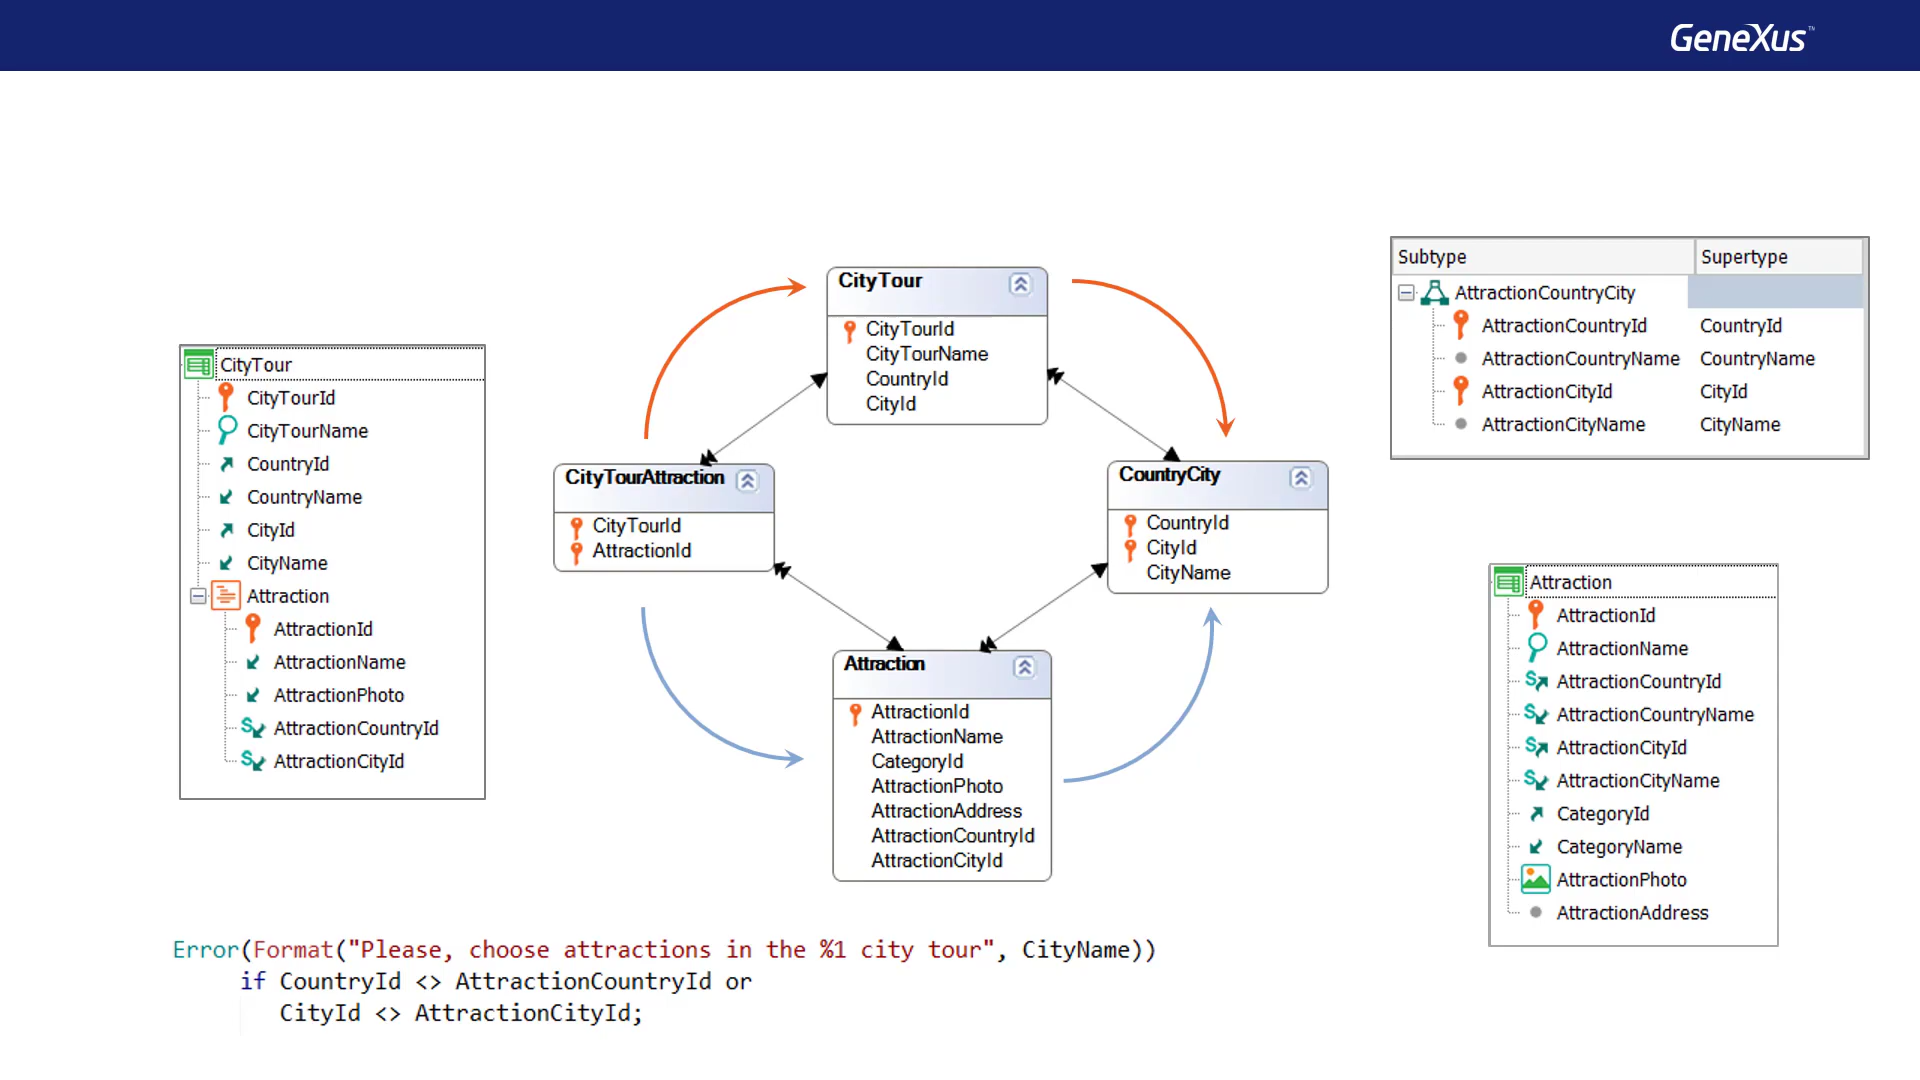 GeneXus™
CityTour
CityTourId
CityTourName
CountryId
CountryName
CityId
CityName
Attraction
AttractionId
AttractionName
AttractionPhoto
AttractionCountryId
AttractionCityId
CityTour
CityTourId
CityTourName
CountryId
CityId
CityTourAttraction
CityTourId
AttractionId
CountryCity
CountryId
CityId
CityName
Attraction
AttractionId
AttractionName
CategoryId
AttractionPhoto
AttractionAddress
AttractionCountryId
AttractionCityId
Subtype Supertype
AttractionCountryCity
AttractionCountryId CountryId
AttractionCountryName CountryName
AttractionCityId CityId
AttractionCityName CityName
Attraction
AttractionId
AttractionName
AttractionCountryId
AttractionCountryName
AttractionCityId
AttractionCityName
CategoryId
CategoryName
AttractionPhoto
AttractionAddress
Error(Format("Please, choose attractions in the %1 city tour", CityName))
if CountryId <> AttractionCountryId or
CityId <> AttractionCityId;